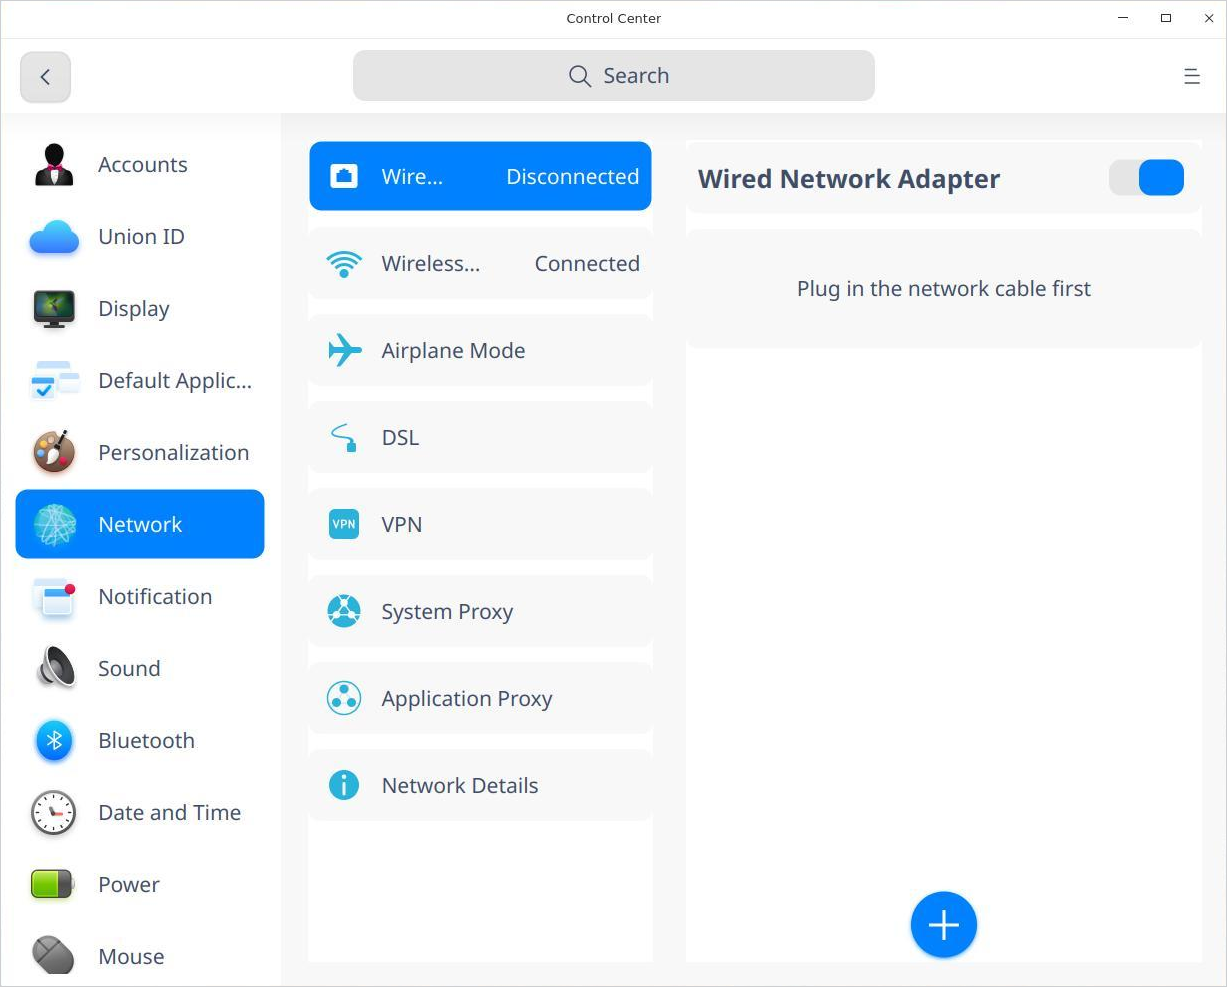 Control Center
Search
Accounts
Union ID
Display
Default Applic...
Personalization
Network
Notification
Sound
Bluetooth
Date and Time
Power
Mouse
Wire... Disconnected
Wireless... Connected
Airplane Mode
DSL
VPN VPN
System Proxy
Application Proxy
Network Details
Wired Network Adapter
Plug in the network cable first